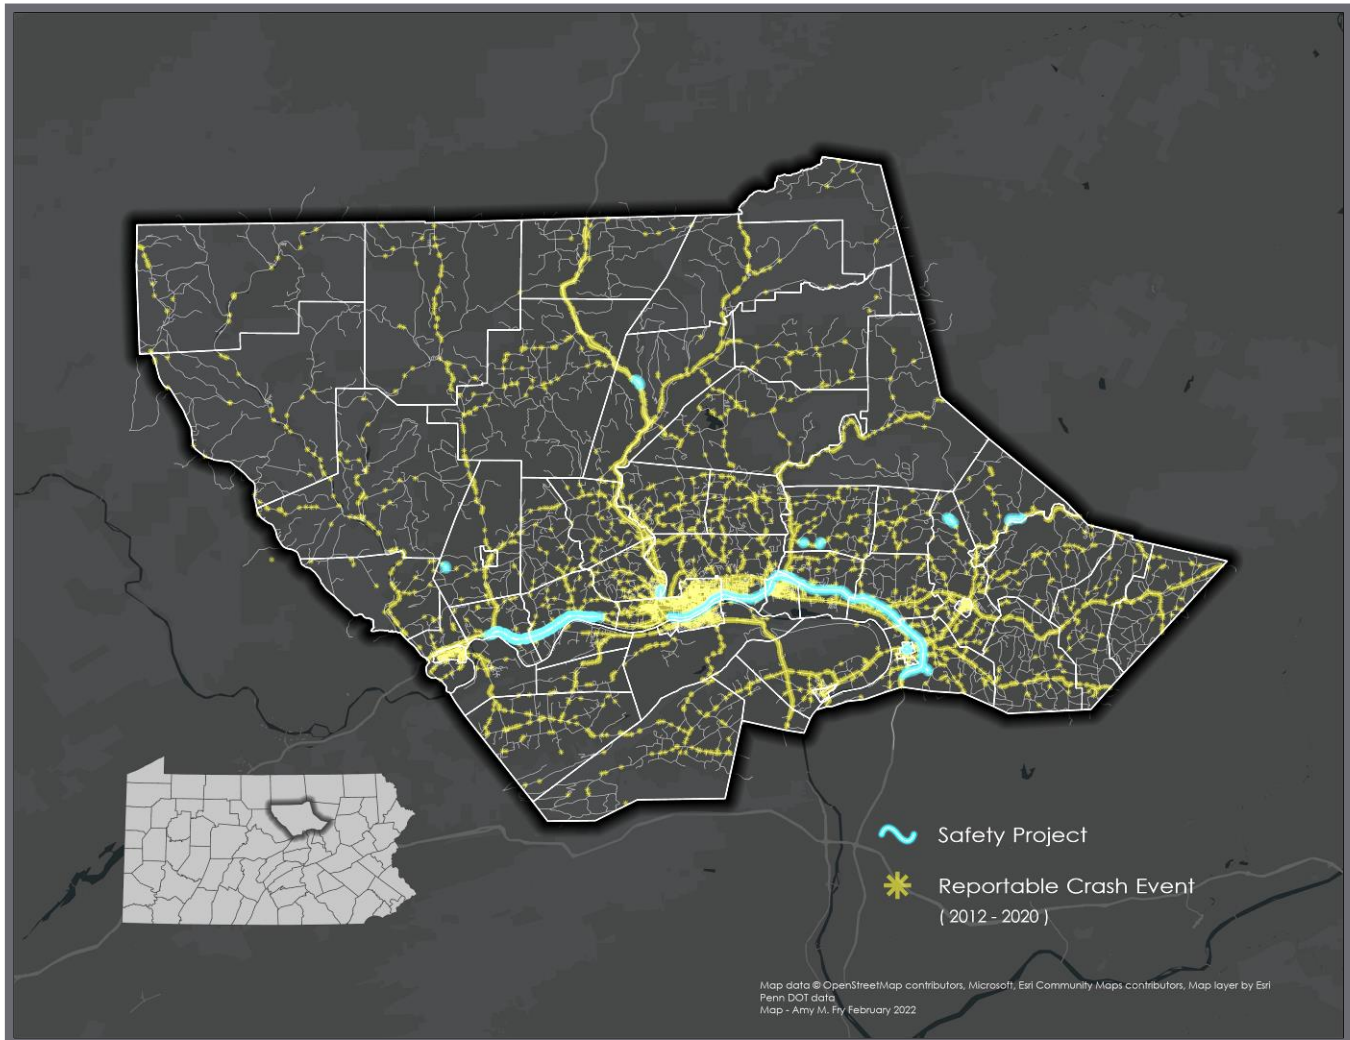 Safety Project
Reportable Crash Event
( 2012 - 2020 )
Map data © OpenStreetMap contributors, Microsoft, Esri Community Maps contributors, Map layer by Esri
Penn DOT data
Map - Amy M. Fry February 2022